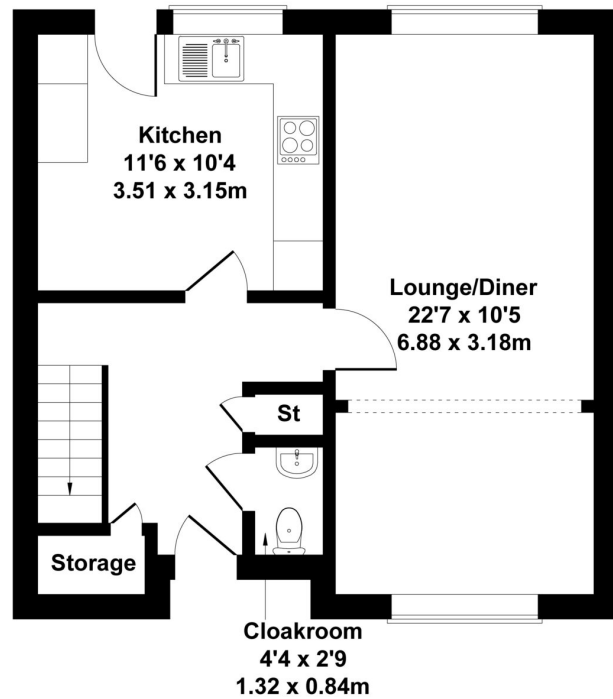 Kitchen
11'6 x 10'4
3.51 x 3.15m
Lounge/Diner
22'7 x 10'5
6.88 x 3.18m
St
Storage
Cloakroom
4'4 x 2'9
1.32 x 0.84m